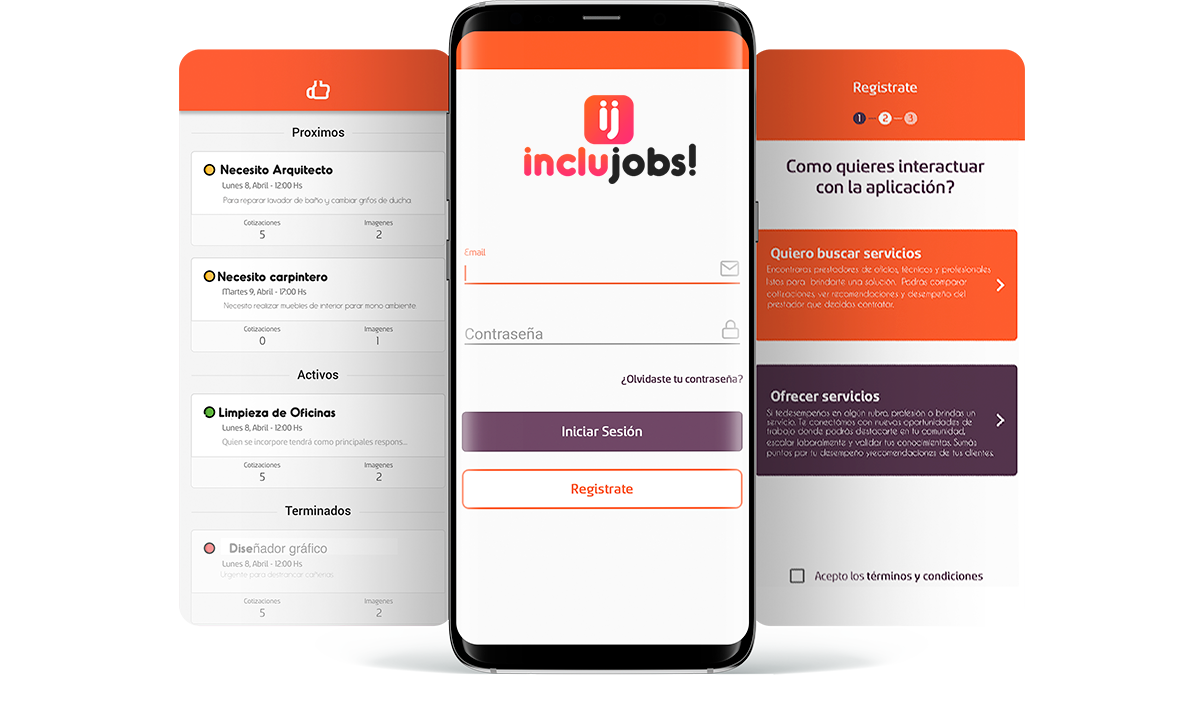 Proximos
Necesito Arquitecto
Lunes 8, Abril - 12:00 Hs
Para reparar lavador de baño y cambiar grifos de ducha
Cotizaciones Imagenes
5 2
Necesito carpintero
Martes 9, Abril - 17:00 Hs
Necesito realizar muebles de interior parar mono ambiente.
Cotizaciones Imagenes
0 1
Activos
Limpieza de Oficinas
Lunes 8, Abril - 12:00 Hs
Quien se incorpore tendrá como principales respons...
Cotizaciones Imagenes
5 2
Terminados
Diseñador gráfico
Lunes 8, Abril - 12:00 Hs
Urgente para destrancar cañerias.
Cotizaciones Imagenes
5 2
ij
inclujobs!
Email
Contraseña
¿Olvidaste tu contraseña?
Iniciar Sesión
Registrate
Registrate
1 2 3
Como quieres interactuar
con la aplicación?
Quiero buscar servicios
Encontraras prestadores de oficios, técnicos y profesionales
listos para brindarte una solución. Podras comparar
cotizaciones, ver recomendaciones y desempeño del
prestador que decidas contratar.
Ofrecer servicios
Si tedesempeñas en algún rubro, profesión o brindas un
servicio. Te conectamos con nuevas oportunidades de
trabajo donde podrás destacarte en tu comunidad,
escalar laboralmente y validar tus conocimientos. Sumás
puntos por tu desempeño yrecomendaciones de tus clientes.
Acepto los términos y condiciones